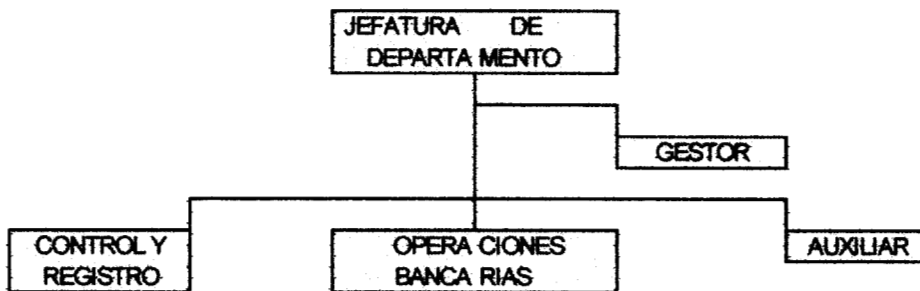 JEFATURA DE
DEPARTA MENTO
GESTOR
CONTROL Y
REGISTRO
OPERA CIONES
BANCA RIAS
AUXILIAR